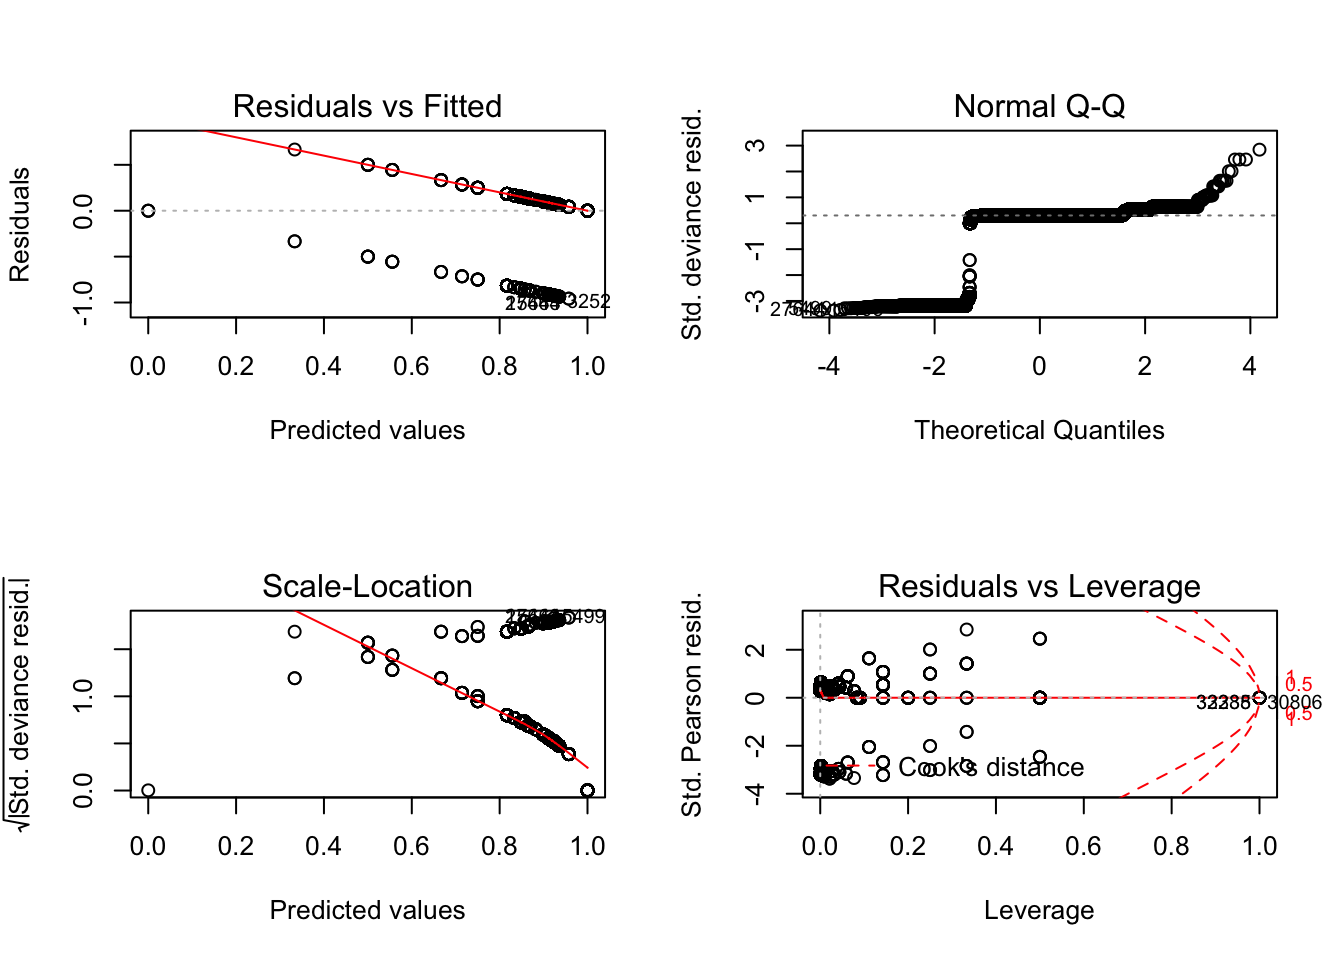 Residuals vs Fitted
Residuals
0.0
-1.0
3252
0.0 0.2 0.4 0.6 0.8 1.0
Predicted values
Normal Q-Q
Std. deviance resid.
3
1
-1
-3
-4 -2 0 2 4
Theoretical Quantiles
Scale-Location
√|Std. deviance resid.|
1.0
0.0
5499
0.0 0.2 0.4 0.6 0.8 1.0
Predicted values
Residuals vs Leverage
Std. Pearson resid.
2
0
-2
-4
1
0.5
30806
0.5
1
Cook's distance
0.0 0.2 0.4 0.6 0.8 1.0
Leverage